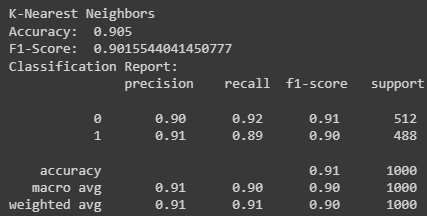 K-Nearest Neighbors
Accuracy:  0.905
F1-Score:  0.9015544041450777
Classification Report:
              precision    recall  f1-score   support

           0       0.90      0.92      0.91       512
           1       0.91      0.89      0.90       488

    accuracy                           0.91      1000
   macro avg       0.91      0.90      0.90      1000
weighted avg       0.91      0.91      0.90      1000